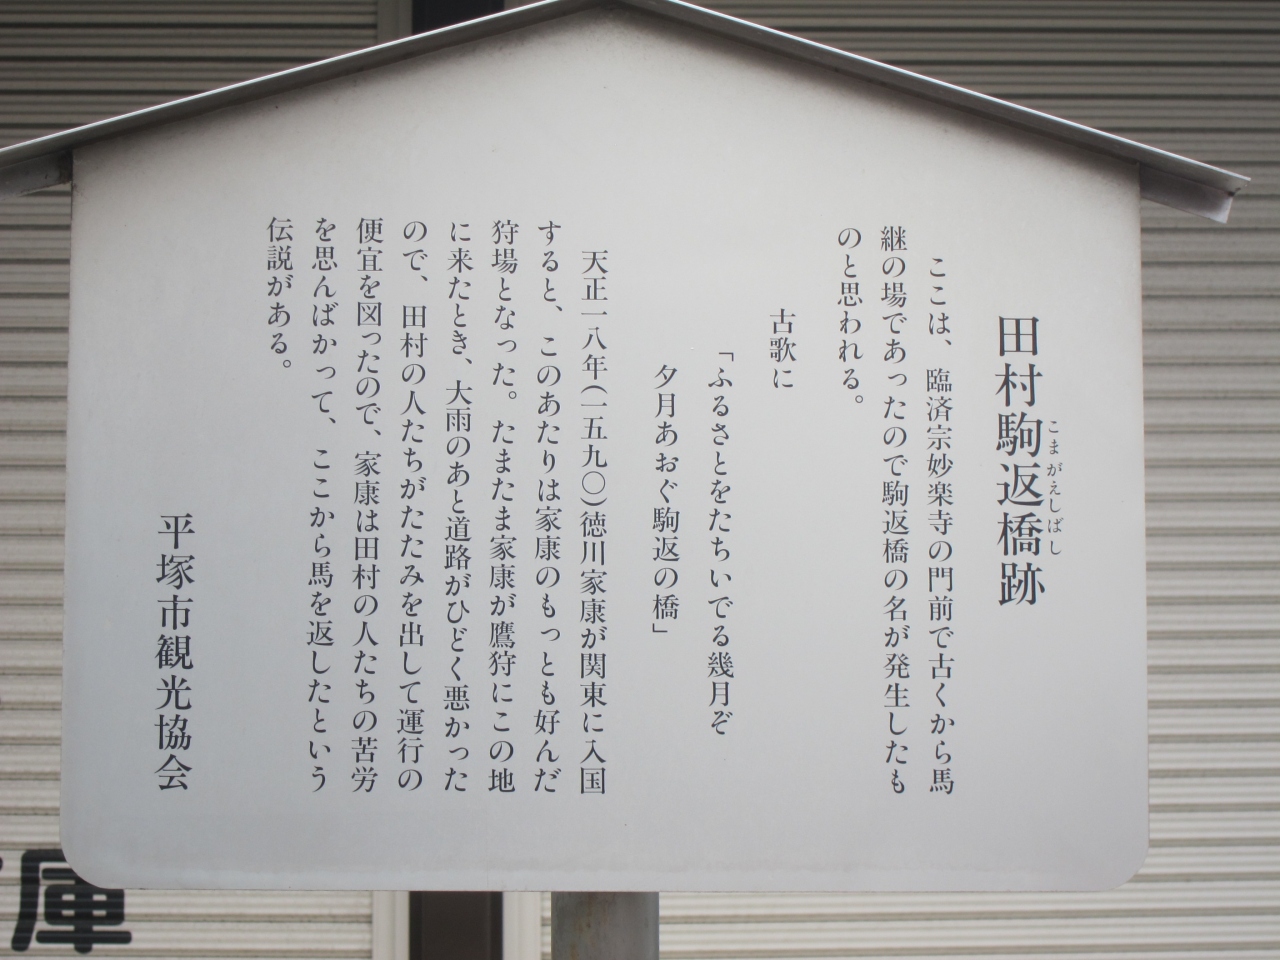 田村駒返橋跡
こまがえしばし
ここは、臨済宗妙楽寺の門前で古くから馬
継の場であったので駒返橋の名が発生したも
のと思われる。
古歌に
「ふるさとをたちいでる幾月ぞ
夕月あおぐ駒返の橋」
天正一八年(一五九〇)徳川家康が関東に入国
すると、このあたりは家康のもっとも好んだ
狩場となった。たまたま家康が鷹狩にこの地
に来たとき、大雨のあと道路がひどく悪かった
ので、田村の人たちがたたみを出して運行の
便宜を図ったので、家康は田村の人たちの苦労
を思んばかって、ここから馬を返したという
伝説がある。
平塚市観光協会
庫